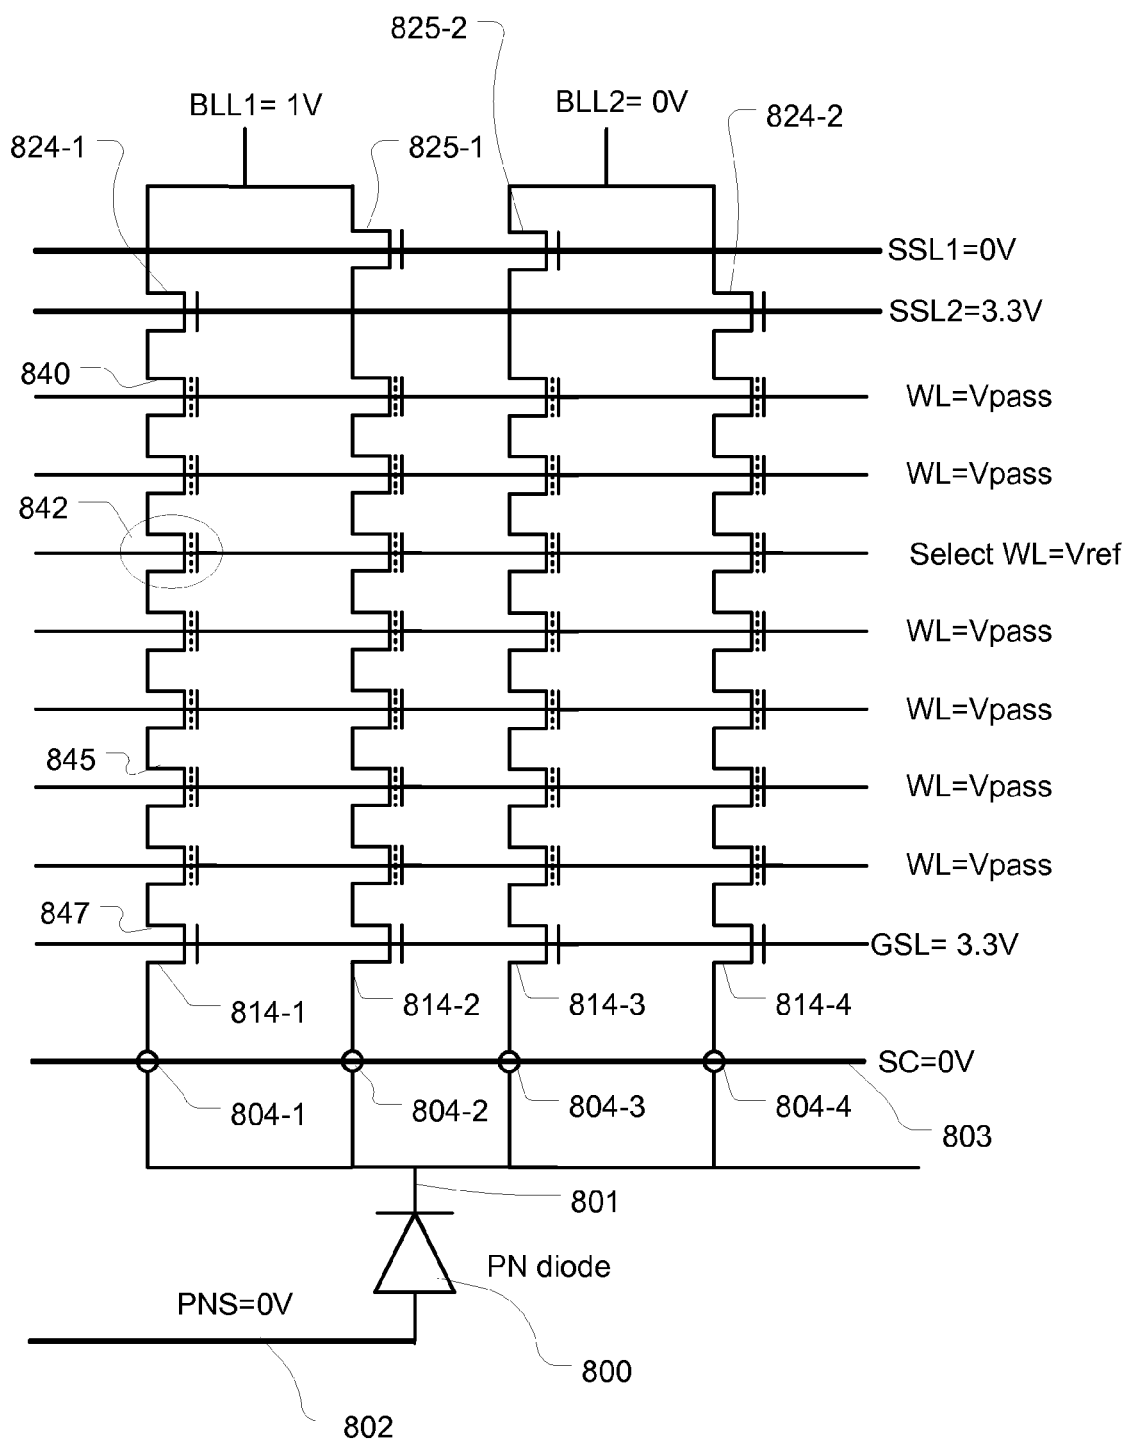 825-2
BLL1= 1V
BLL2= 0V
824-2
824-1
825-1
SSL1=0V
SSL2=3.3V
840
WL=Vpass
WL=Vpass
842
Select WL=Vref
WL=Vpass
WL=Vpass
845
WL=Vpass
WL=Vpass
847
GSL= 3.3V
814-1
814-2
814-3
814-4
SC=0V
804-1
804-2
804-3
804-4
803
801
PN diode
PNS=0V
800
802